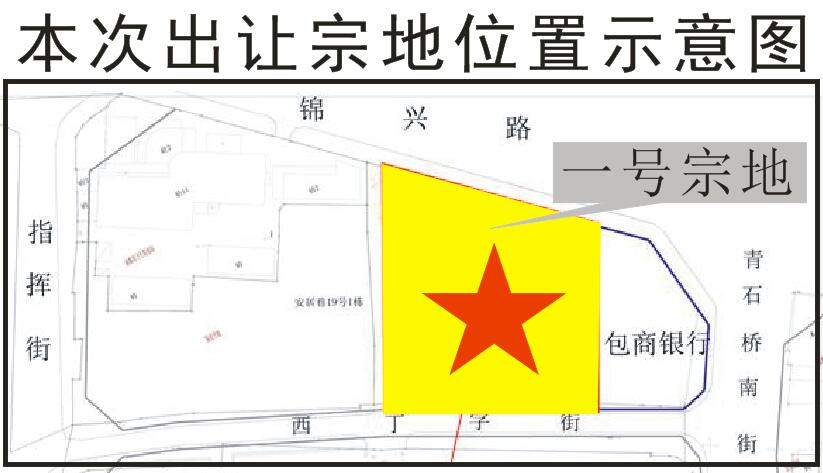 本次出让宗地位置示意图
锦兴路
一号宗地
指挥街
安居巷19号1栋
包商银行
青石桥南街
西丁字街